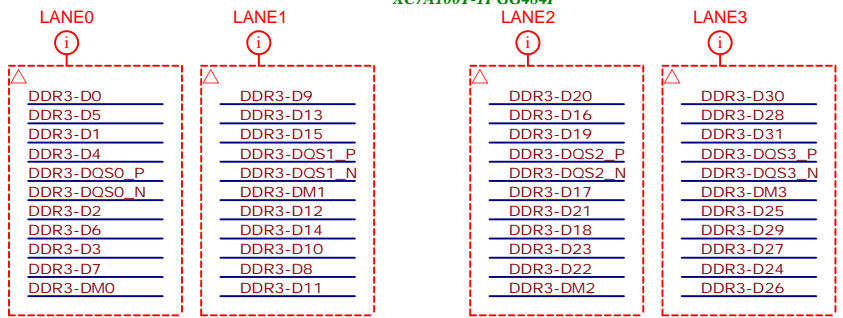 XC7A100T-1FGG484I
LANE0
LANE1
LANE2
LANE3
i
i
i
i
DDR3-D0
DDR3-D5
DDR3-D1
DDR3-D4
DDR3-DQS0_P
DDR3-DQS0_N
DDR3-D2
DDR3-D6
DDR3-D3
DDR3-D7
DDR3-DM0
DDR3-D9
DDR3-D13
DDR3-D15
DDR3-DQS1_P
DDR3-DQS1_N
DDR3-DM1
DDR3-D12
DDR3-D14
DDR3-D10
DDR3-D8
DDR3-D11
DDR3-D20
DDR3-D16
DDR3-D19
DDR3-DQS2_P
DDR3-DQS2_N
DDR3-D17
DDR3-D21
DDR3-D18
DDR3-D23
DDR3-D22
DDR3-DM2
DDR3-D30
DDR3-D28
DDR3-D31
DDR3-DQS3_P
DDR3-DQS3_N
DDR3-DM3
DDR3-D25
DDR3-D29
DDR3-D27
DDR3-D24
DDR3-D26